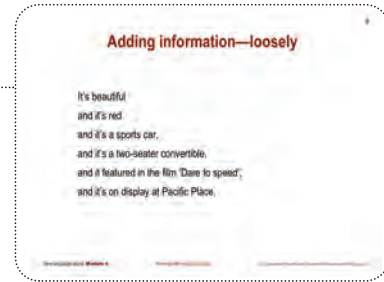 Adding information—loosely
It's beautiful
and it's red
and it's a sports car,
and it's a two-seater convertible,
and it featured in the film 'Dare to speed',
and it's on display at Pacific Place.